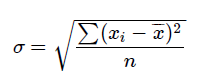 σ = √(∑(xᵢ − x̅)² / n)